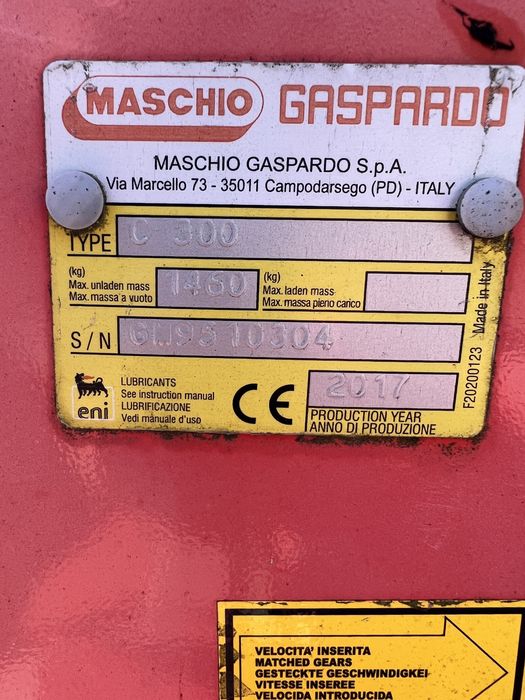 MASCHIO GASPARDO
MASCHIO GASPARDO S.p.A.
Via Marcello 73 - 35011 Campodarsego (PD) - ITALY
TYPE C 300
(kg)
Max. unladen mass
Max. massa a vuoto
1460
(kg)
Max. laden mass
Max. massa pieno carico
S/N GM9510304
eni
LUBRICANTS
See instruction manual
LUBRIFICAZIONE
Vedi manuale d'uso
CE
2017
PRODUCTION YEAR
ANNO DI PRODUZIONE
F20200123 Made in Italy
VELOCITA' INSERITA
MATCHED GEARS
GESTECKTE GESCHWINDIGKEI
VITESSE INSEREE
VELOCIDA INTRODUCIDA